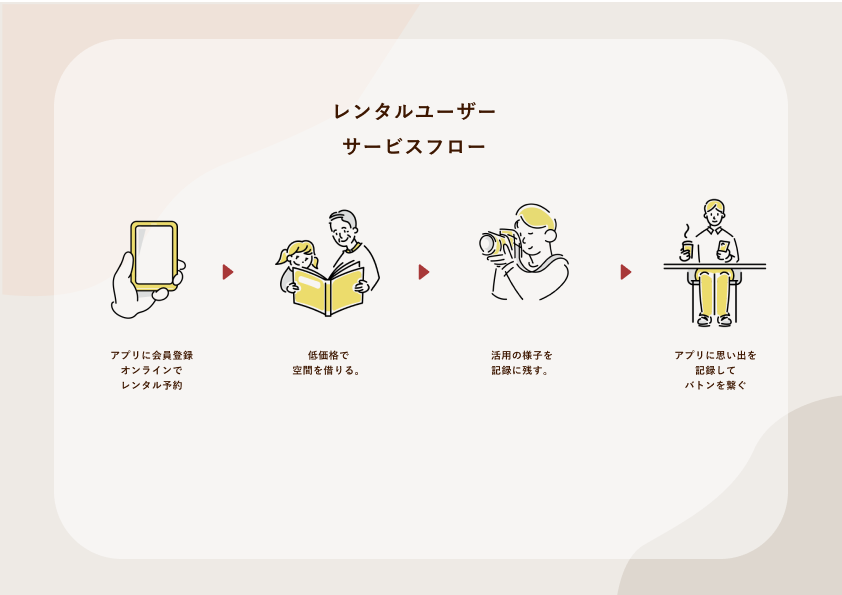 レンタルユーザー
サービスフロー
アプリに会員登録
オンラインで
レンタル予約
低価格で
空間を借りる。
活用の様子を
記録に残す。
アプリに思い出を
記録して
バトンを繋ぐ